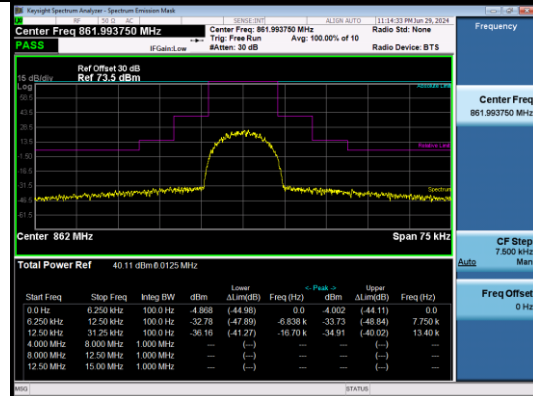 Keysight Spectrum Analyzer - Spectrum Emission Mask
RF 50 Ω AC SENSE:INT ALIGN AUTO 11:14:33 PM Jun 29, 2024
Center Freq 861.993750 MHz Center Freq: 861.993750 MHz Radio Std: None
PASS Trig: Free Run Avg: 100.00% of 10
IFGain:Low #Atten: 30 dB Radio Device: BTS
Ref Offset 30 dB
15 dB/div Ref 73.5 dBm
Log
Absolute Limit
58.5
43.5
28.5
13.5
Relative Limit
-1.50
-16.5
-31.5
Spectrum
-46.5
-61.5
Center 862 MHz Span 75 kHz
Total Power Ref 40.11 dBm/0.0125 MHz
Lower <- Peak -> Upper
Start Freq Stop Freq Integ BW dBm ΔLim(dB) Freq (Hz) dBm ΔLim(dB) Freq (Hz)
0.0 Hz 6.250 kHz 100.0 Hz -4.868 (-44.98) 0.0 -4.002 (-44.11) 0.0
6.250 kHz 12.50 kHz 100.0 Hz -32.78 (-47.89) -6.838 k -33.73 (-48.84) 7.750 k
12.50 kHz 31.25 kHz 100.0 Hz -36.16 (-41.27) -16.70 k -34.91 (-40.02) 13.40 k
4.000 MHz 8.000 MHz 1.000 MHz --- (---) --- (---)
8.000 MHz 12.50 MHz 1.000 MHz --- (---) --- (---)
12.50 MHz 15.00 MHz 1.000 MHz --- (---) --- (---)
MSG STATUS
Frequency
Center Freq
861.993750 MHz
CF Step
7.500 kHz
Auto Man
Freq Offset
0 Hz